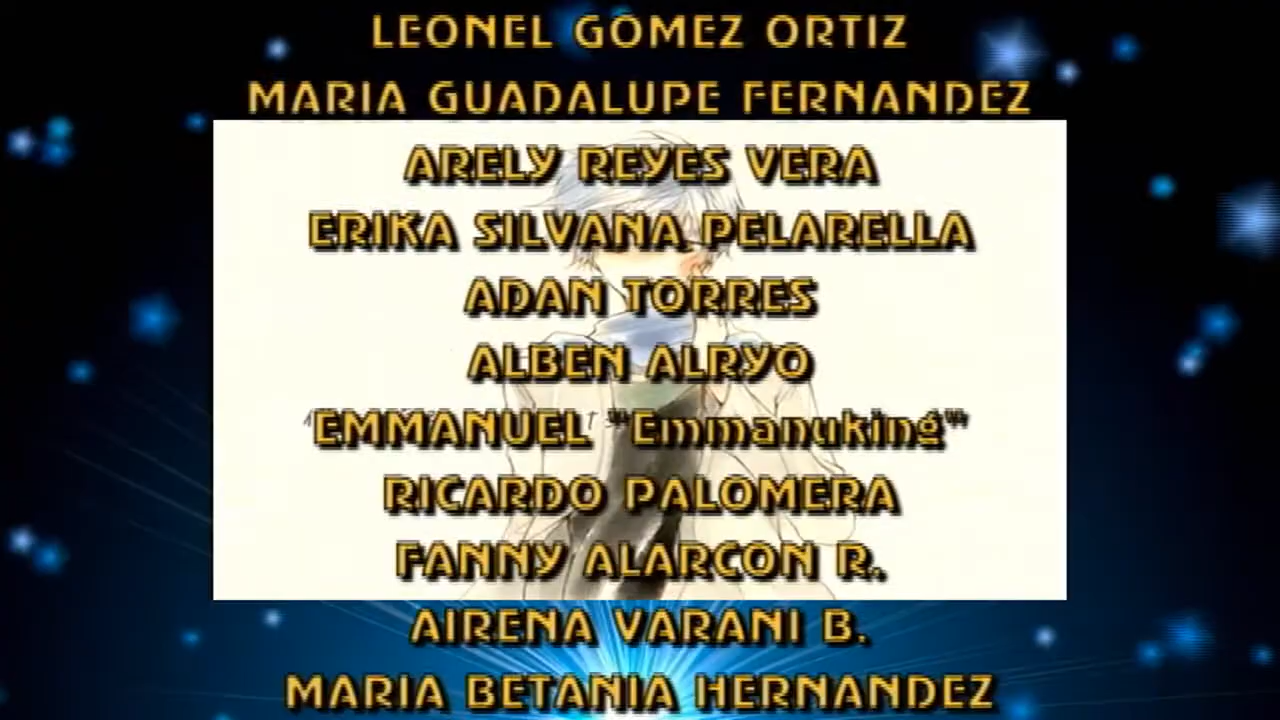 LEONEL GOMEZ ORTIZ
MARIA GUADALUPE FERNANDEZ
ARELY REYES VERA
ERIKA SILVANA PELARELLA
ADAN TORRES
ALBEN ALRYO
EMMANUEL "Emmanuking"
RICARDO PALOMERA
FANNY ALARCON R.
AIRENA VARANI B.
MARIA BETANIA HERNANDEZ